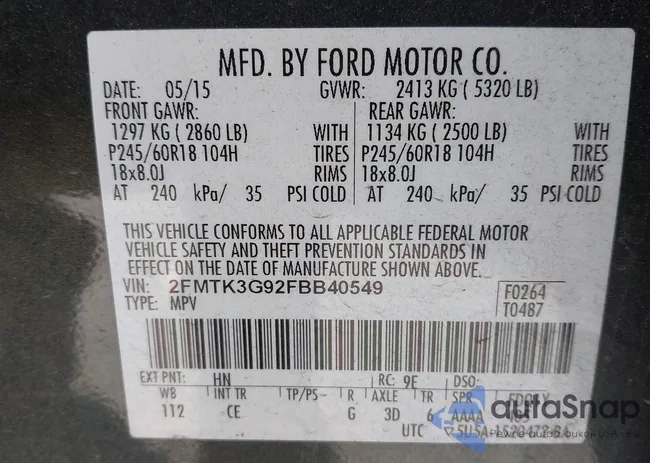 MFD. BY FORD MOTOR CO.
DATE: 05/15 GVWR: 2413 KG ( 5320 LB)
FRONT GAWR: REAR GAWR:
1297 KG ( 2860 LB) WITH 1134 KG ( 2500 LB) WITH
P245/60R18 104H TIRES P245/60R18 104H TIRES
18x8.0J RIMS 18x8.0J RIMS
AT 240 kPa/ 35 PSI COLD AT 240 kPa/ 35 PSI COLD
THIS VEHICLE CONFORMS TO ALL APPLICABLE FEDERAL MOTOR
VEHICLE SAFETY AND THEFT PREVENTION STANDARDS IN
EFFECT ON THE DATE OF MANUFACTURE SHOWN ABOVE.
VIN: 2FMTK3G92FBB40549 F0264
TYPE: MPV T0487
EXT PNT: HN RC: 9E DSO:
WB INT TR TP/PS R AXLE TR SPR
112 CE G 3D 6 AAAA
UTC
autoSnap